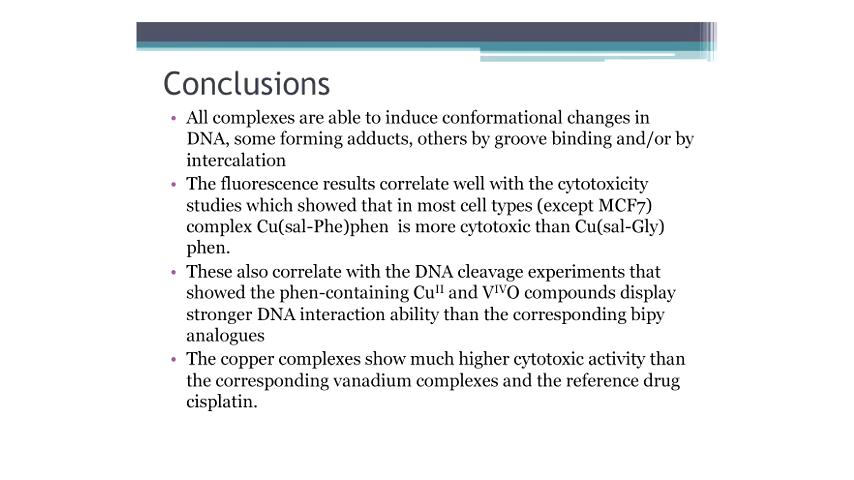 Conclusions
• All complexes are able to induce conformational changes in
DNA, some forming adducts, others by groove binding and/or by
intercalation
• The fluorescence results correlate well with the cytotoxicity
studies which showed that in most cell types (except MCF7)
complex Cu(sal-Phe)phen is more cytotoxic than Cu(sal-Gly)
phen.
• These also correlate with the DNA cleavage experiments that
showed the phen-containing Cuᴵᴵ and VᴵⱽO compounds display
stronger DNA interaction ability than the corresponding bipy
analogues
• The copper complexes show much higher cytotoxic activity than
the corresponding vanadium complexes and the reference drug
cisplatin.